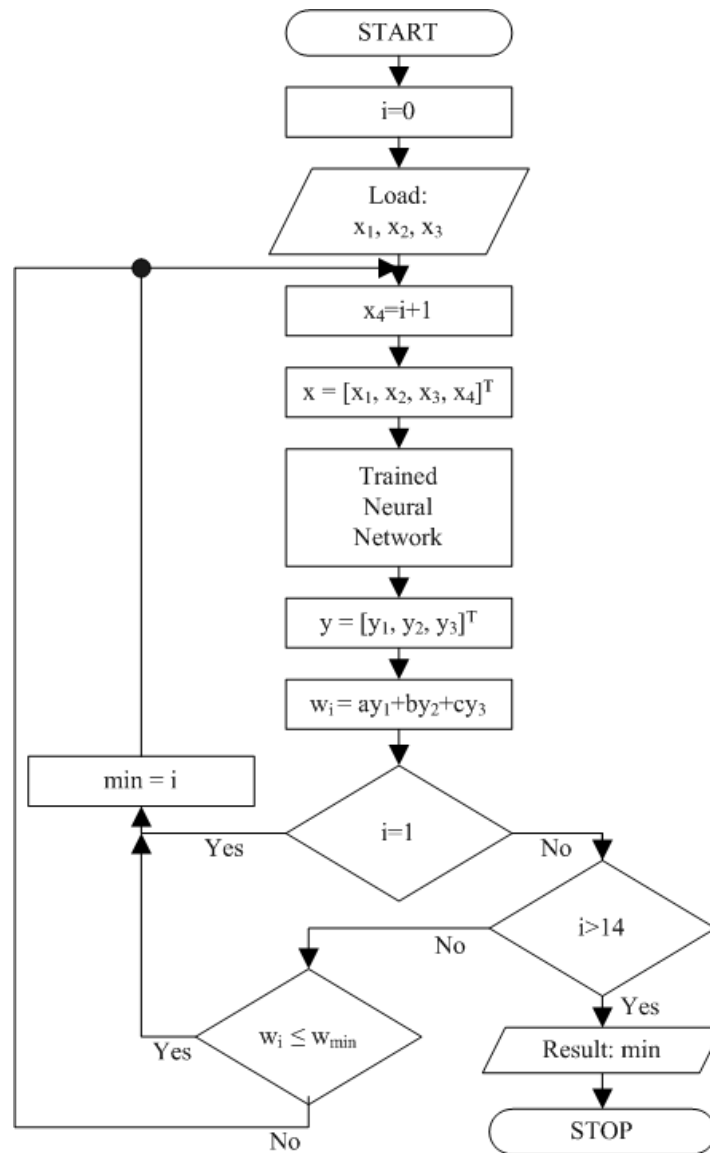 START
i=0
Load:
x₁, x₂, x₃
x₄=i+1
x = [x₁, x₂, x₃, x₄]ᵀ
Trained
Neural
Network
y = [y₁, y₂, y₃]ᵀ
wᵢ = ay₁+by₂+cy₃
min = i
i=1
Yes
No
i>14
No
Yes
wᵢ ≤ w_min
Yes
No
Result: min
STOP